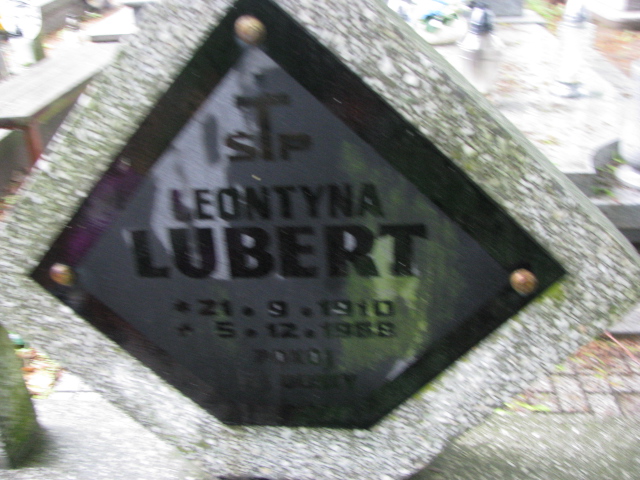 ŚP
LEONTYNA
LUBERT
* 21.9.1910
+ 5.12.1988
POKÓJ